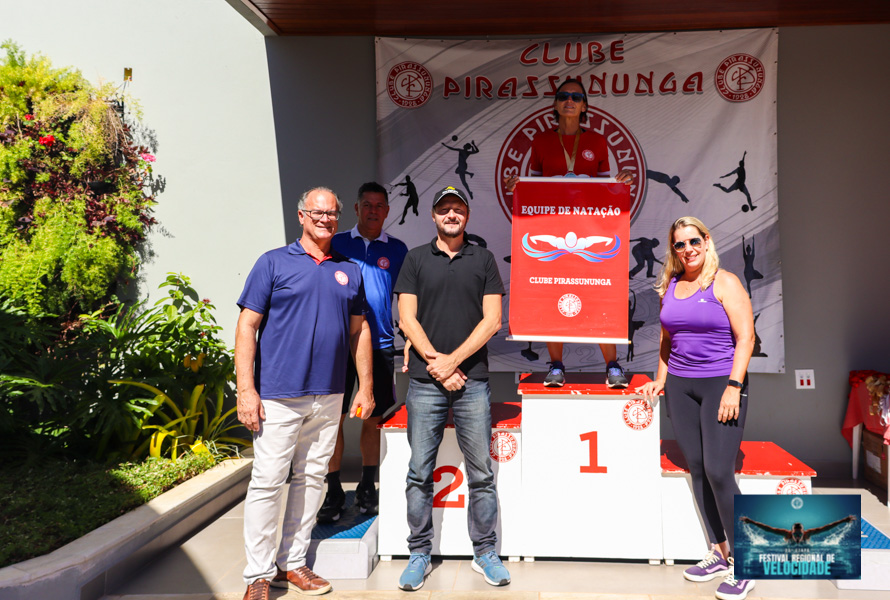 CLUBE
PIRASSUNUNGA
EQUIPE DE NATAÇÃO
CLUBE PIRASSUNUNGA
1
2
FESTIVAL REGIONAL DE
VELOCIDADE